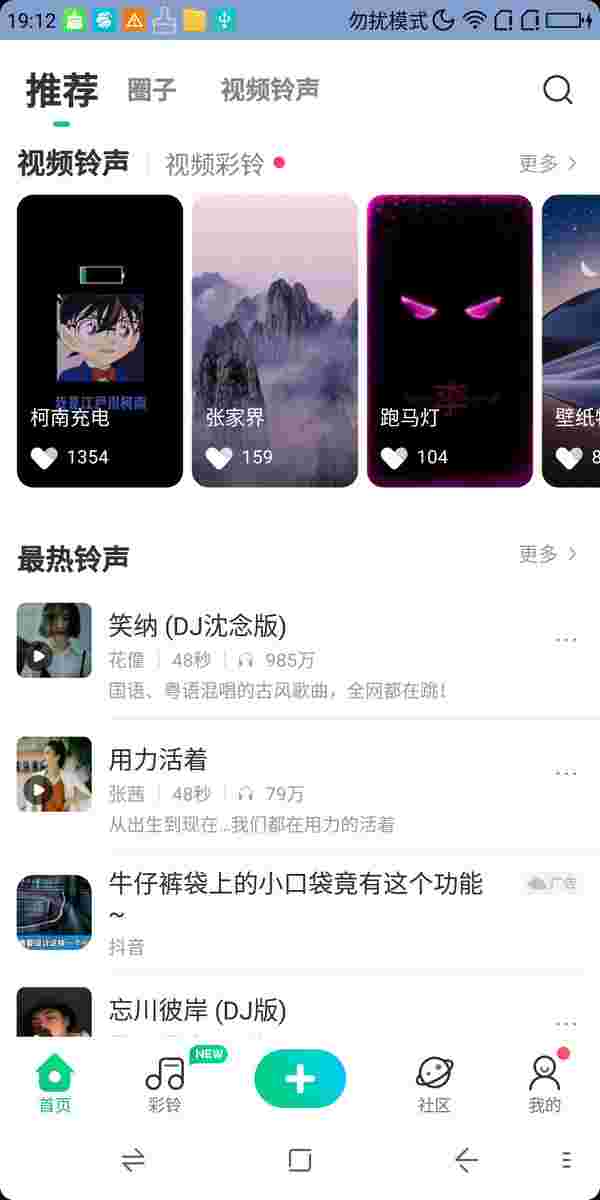 19:12 勿扰模式
推荐 圈子 视频铃声
视频铃声 视频彩铃 更多
我是江户川柯南
柯南充电 张家界 跑马灯 壁纸
1354 159 104 8
最热铃声 更多
笑纳 (DJ沈念版)
花僮 48秒 985万
国语、粤语混唱的古风歌曲，全网都在跳！
用力活着
张茜 48秒 79万
从出生到现在...我们都在用力的活着
牛仔裤袋上的小口袋竟有这个功能 广告
~
抖音
忘川彼岸 (DJ版)
NEW
首页 彩铃 社区 我的